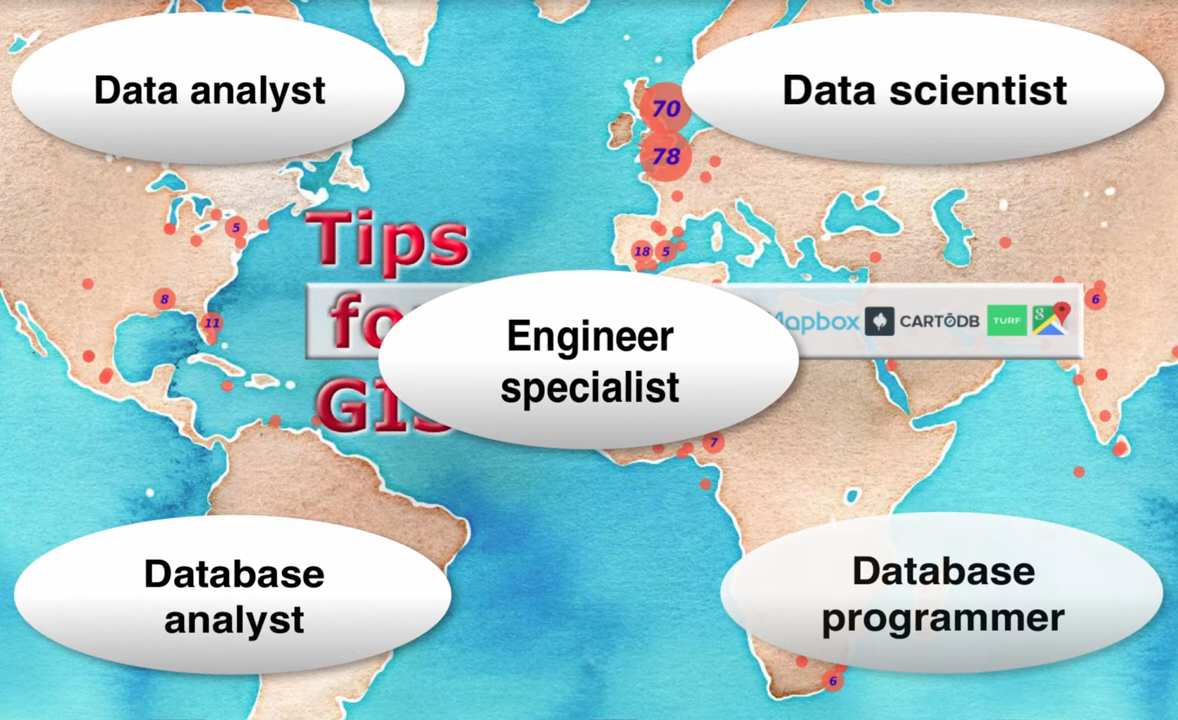 Data analyst
Data scientist
70
78
Tips
5
18 5
8
6
11
Engineer
specialist
Mapbox
CARTODB
TURF
g
7
Database
analyst
Database
programmer
6